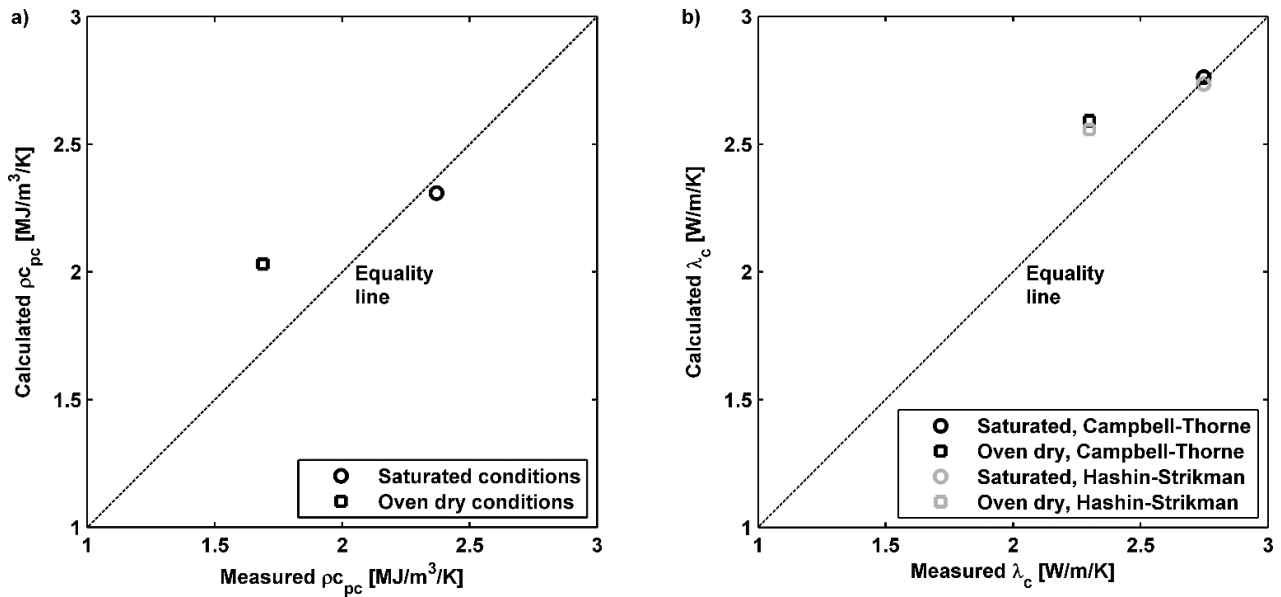 a)
3
2.5
2
1.5
1
Calculated ρc_pc [MJ/m³/K]
Equality
line
Saturated conditions
Oven dry conditions
1
1.5
2
2.5
3
Measured ρc_pc [MJ/m³/K]
b)
3
2.5
2
1.5
1
Calculated λ_c [W/m/K]
Equality
line
Saturated, Campbell-Thorne
Oven dry, Campbell-Thorne
Saturated, Hashin-Strikman
Oven dry, Hashin-Strikman
1
1.5
2
2.5
3
Measured λ_c [W/m/K]